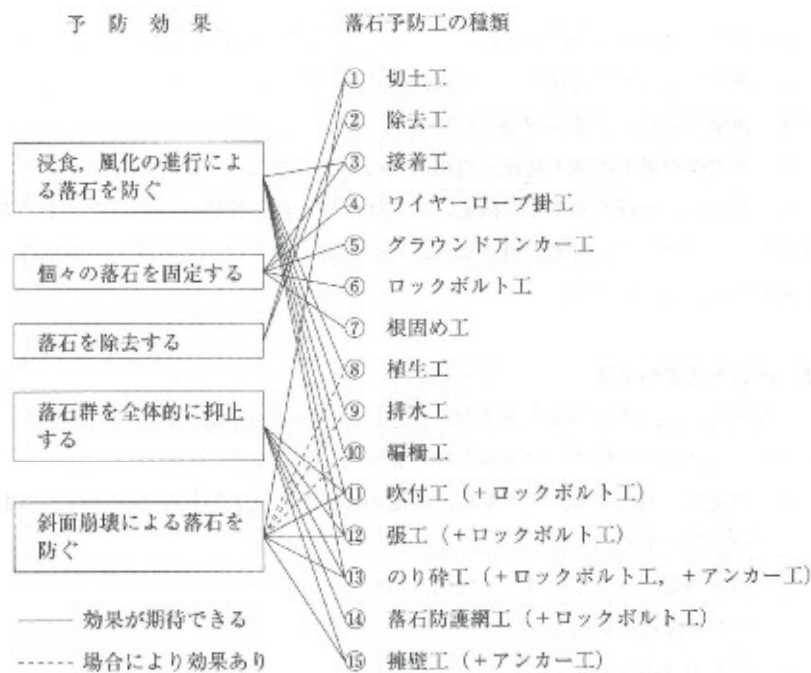 予防効果
落石予防工の種類
浸食，風化の進行によ
る落石を防ぐ
個々の落石を固定する
落石を除去する
落石群を全体的に抑止
する
斜面崩壊による落石を
防ぐ
① 切土工
② 除去工
③ 接着工
④ ワイヤーロープ掛工
⑤ グラウンドアンカー工
⑥ ロックボルト工
⑦ 根固め工
⑧ 植生工
⑨ 排水工
⑩ 編柵工
⑪ 吹付工（＋ロックボルト工）
⑫ 張工（＋ロックボルト工）
⑬ のり砕工（＋ロックボルト工，＋アンカー工）
⑭ 落石防護網工（＋ロックボルト工）
⑮ 擁壁工（＋アンカー工）
効果が期待できる
場合により効果あり